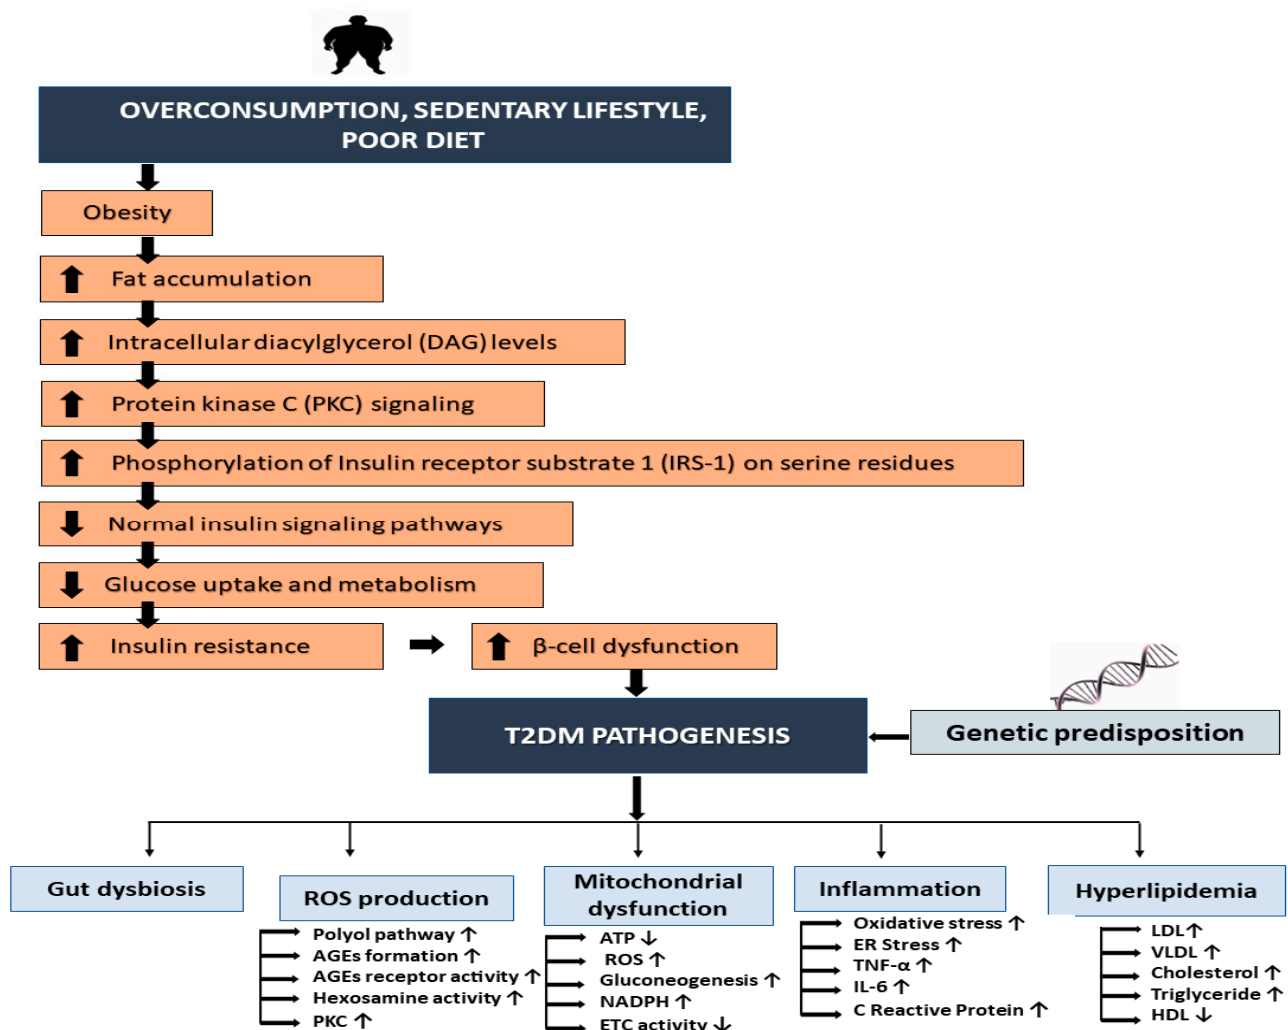 OVERCONSUMPTION, SEDENTARY LIFESTYLE,
POOR DIET
Obesity
↑ Fat accumulation
↑ Intracellular diacylglycerol (DAG) levels
↑ Protein kinase C (PKC) signaling
↑ Phosphorylation of Insulin receptor substrate 1 (IRS-1) on serine residues
↓ Normal insulin signaling pathways
↓ Glucose uptake and metabolism
↑ Insulin resistance
↑ β-cell dysfunction
T2DM PATHOGENESIS
Genetic predisposition
Gut dysbiosis
ROS production
Polyol pathway ↑
AGEs formation ↑
AGEs receptor activity ↑
Hexosamine activity ↑
PKC ↑
Mitochondrial
dysfunction
ATP ↓
ROS ↑
Gluconeogenesis ↑
NADPH ↑
ETC activity ↓
Inflammation
Oxidative stress ↑
ER Stress ↑
TNF-α ↑
IL-6 ↑
C Reactive Protein ↑
Hyperlipidemia
LDL↑
VLDL ↑
Cholesterol ↑
Triglyceride ↑
HDL ↓